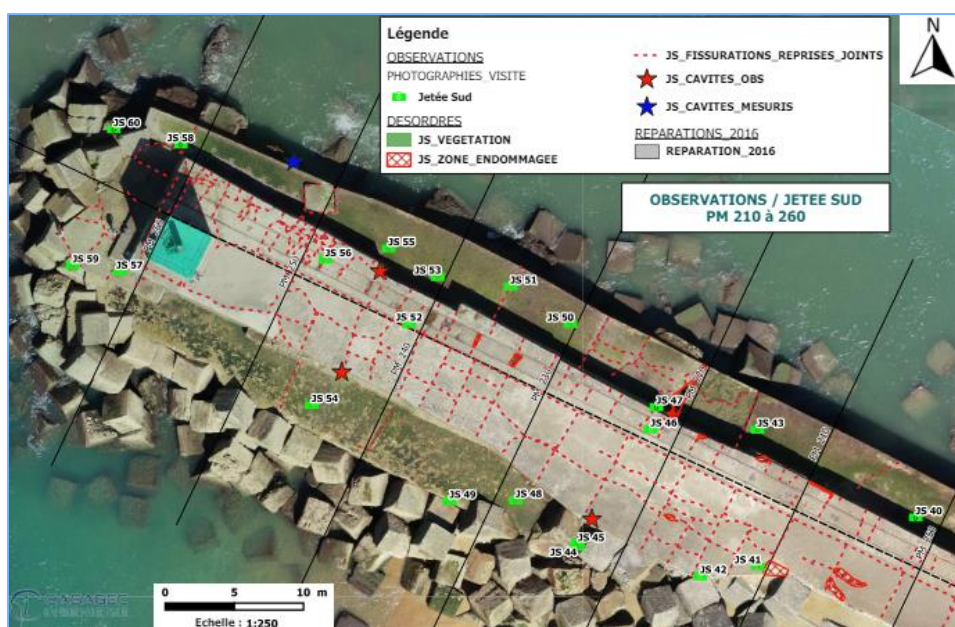 Légende
OBSERVATIONS
PHOTOGRAPHIES_VISITE
Jetée Sud
DESORDRES
JS_VEGETATION
JS_ZONE_ENDOMMAGEE
JS_FISSURATIONS_REPRISES_JOINTS
JS_CAVITES_OBS
JS_CAVITES_MESURIS
REPARATIONS_2016
REPARATION_2016
N
OBSERVATIONS / JETEE SUD
PM 210 à 260
JS 60
JS 58
JS 59
JS 57
JS 56
JS 55
JS 53
JS 51
JS 52
JS 50
JS 54
JS 47
JS 46
JS 43
JS 49
JS 48
JS 45
JS 44
JS 42
JS 41
JS 40
PM 240
PM 210
0 5 10 m
Echelle : 1:250
CASAGEC